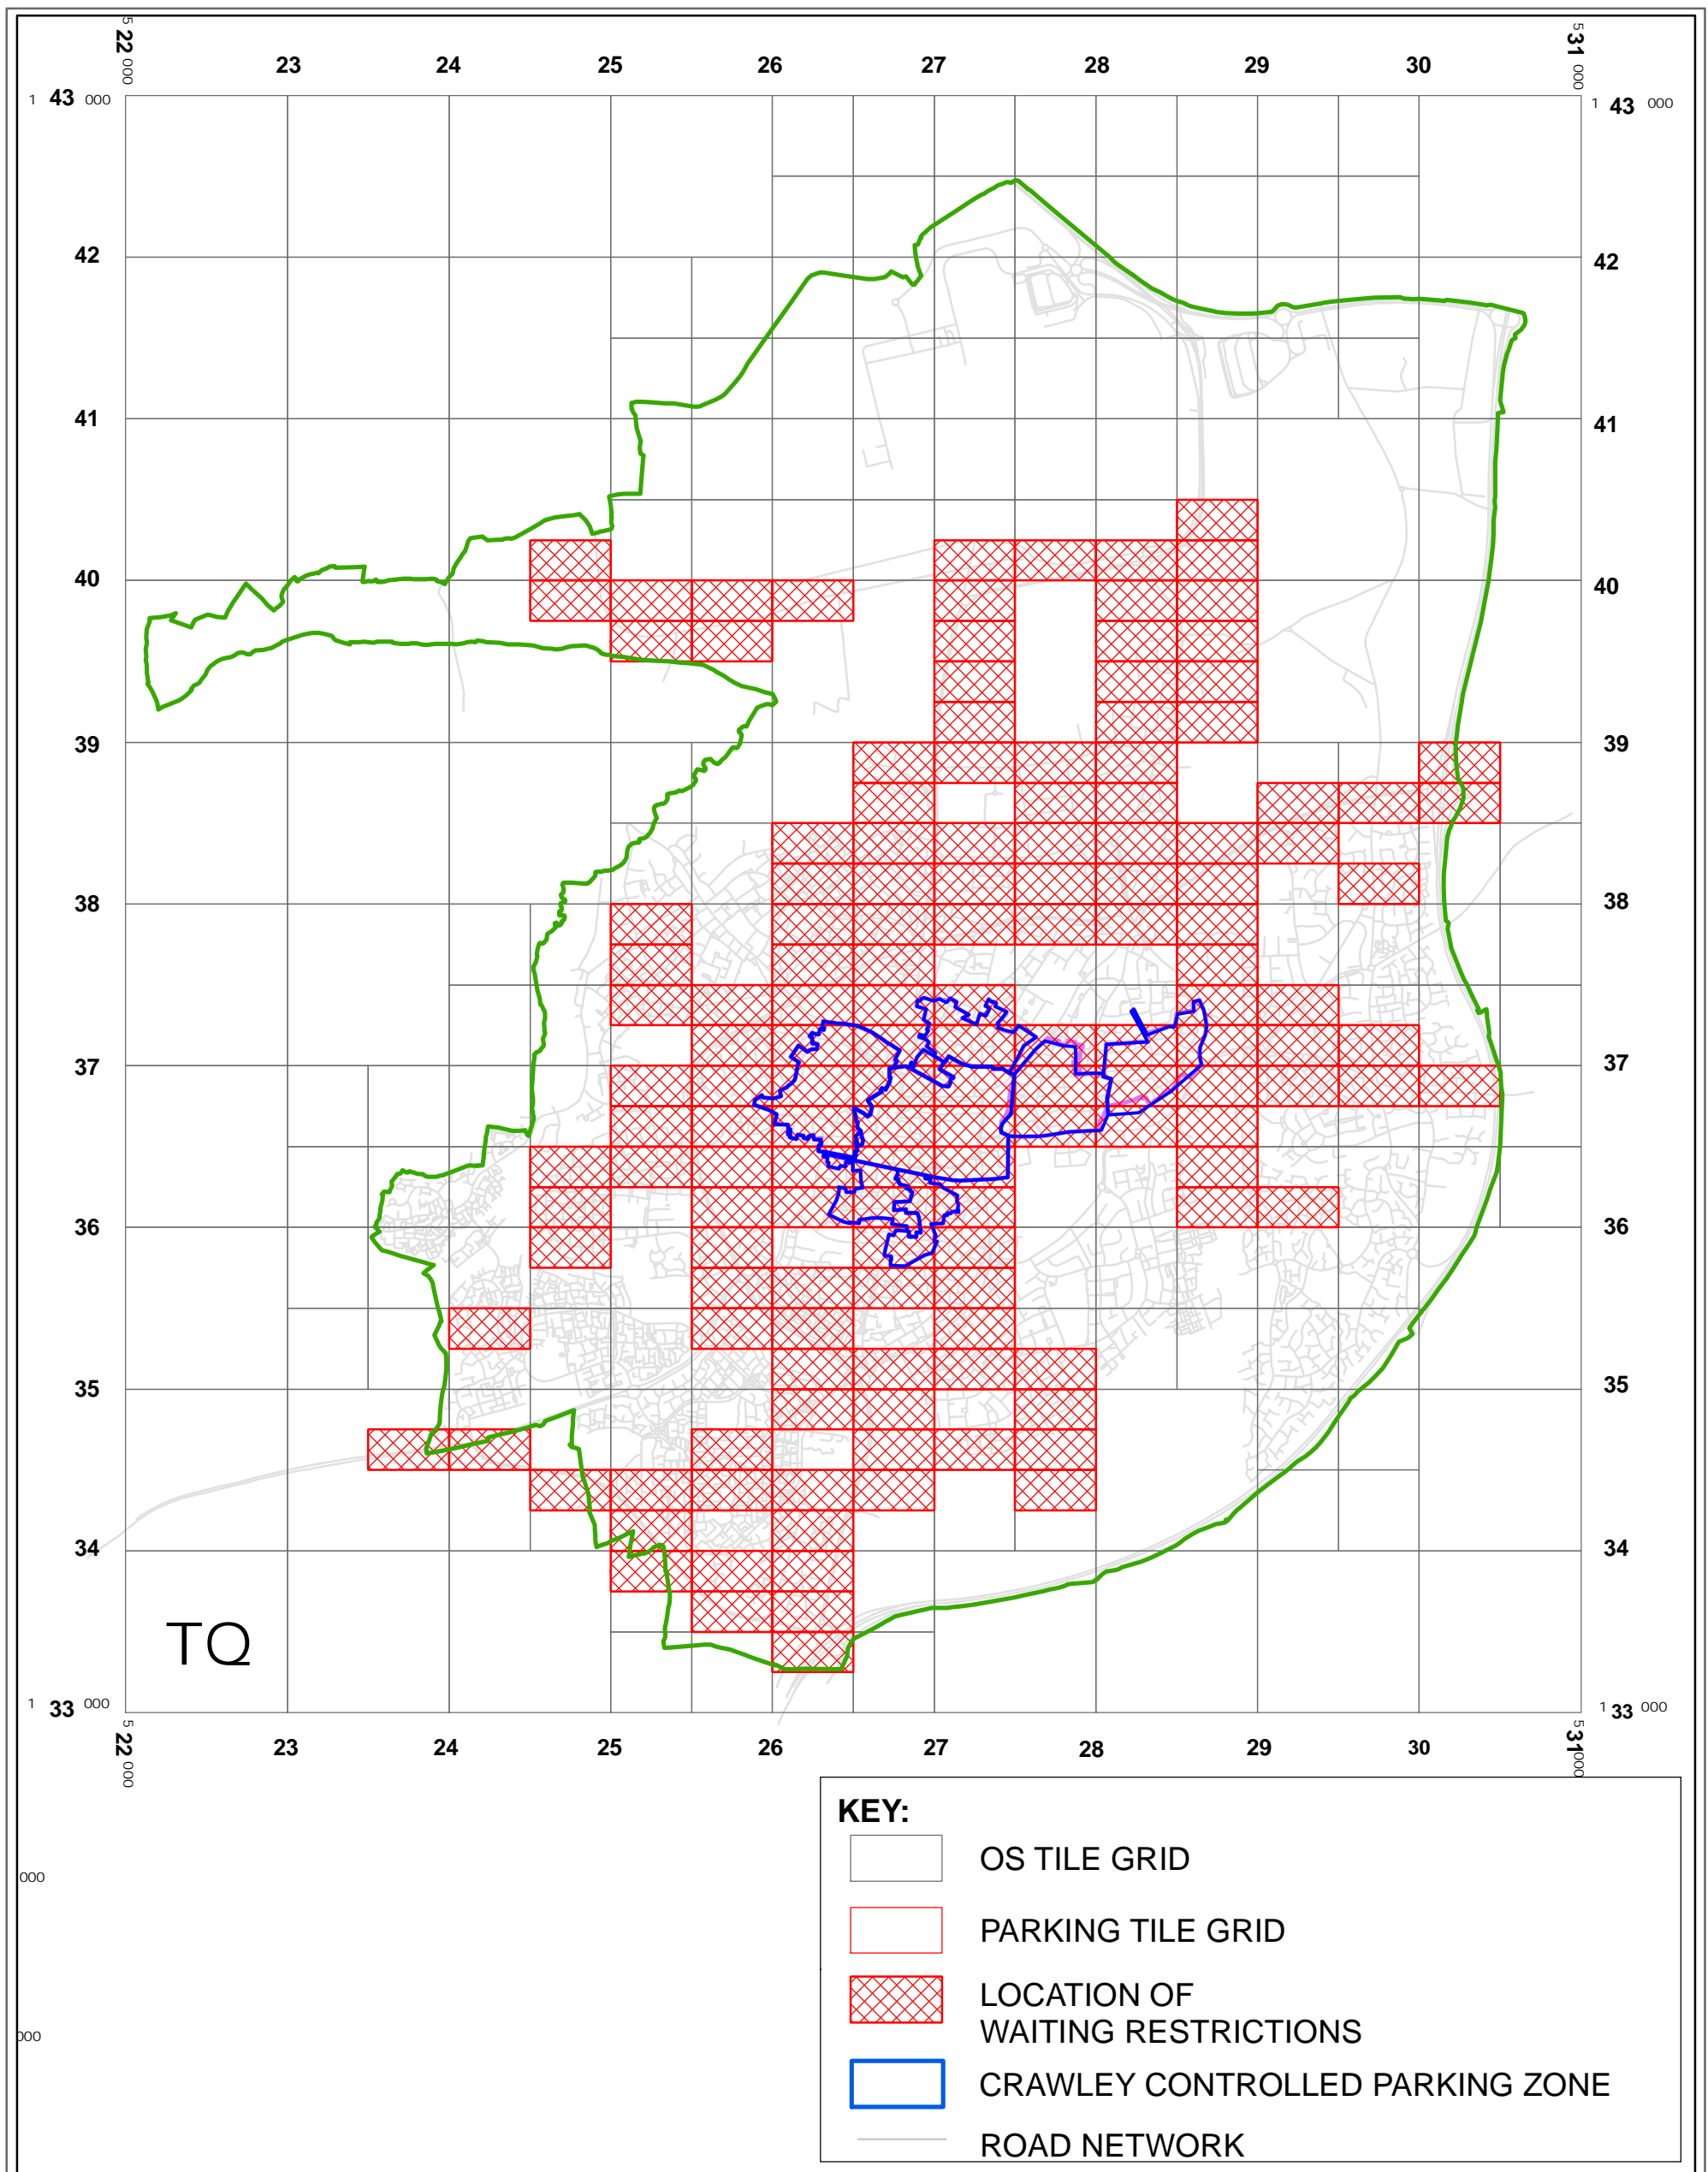 5 22 000
23
24
25
26
27
28
29
30
5 31 000
1 43 000
1 43 000
42
42
41
41
40
40
39
39
38
38
37
37
36
36
35
35
34
34
TQ
1 33 000
1 33 000
5 22 000
23
24
25
26
27
28
29
30
5 31 000
KEY:
OS TILE GRID
PARKING TILE GRID
000
LOCATION OF
WAITING RESTRICTIONS
000
CRAWLEY CONTROLLED PARKING ZONE
ROAD NETWORK